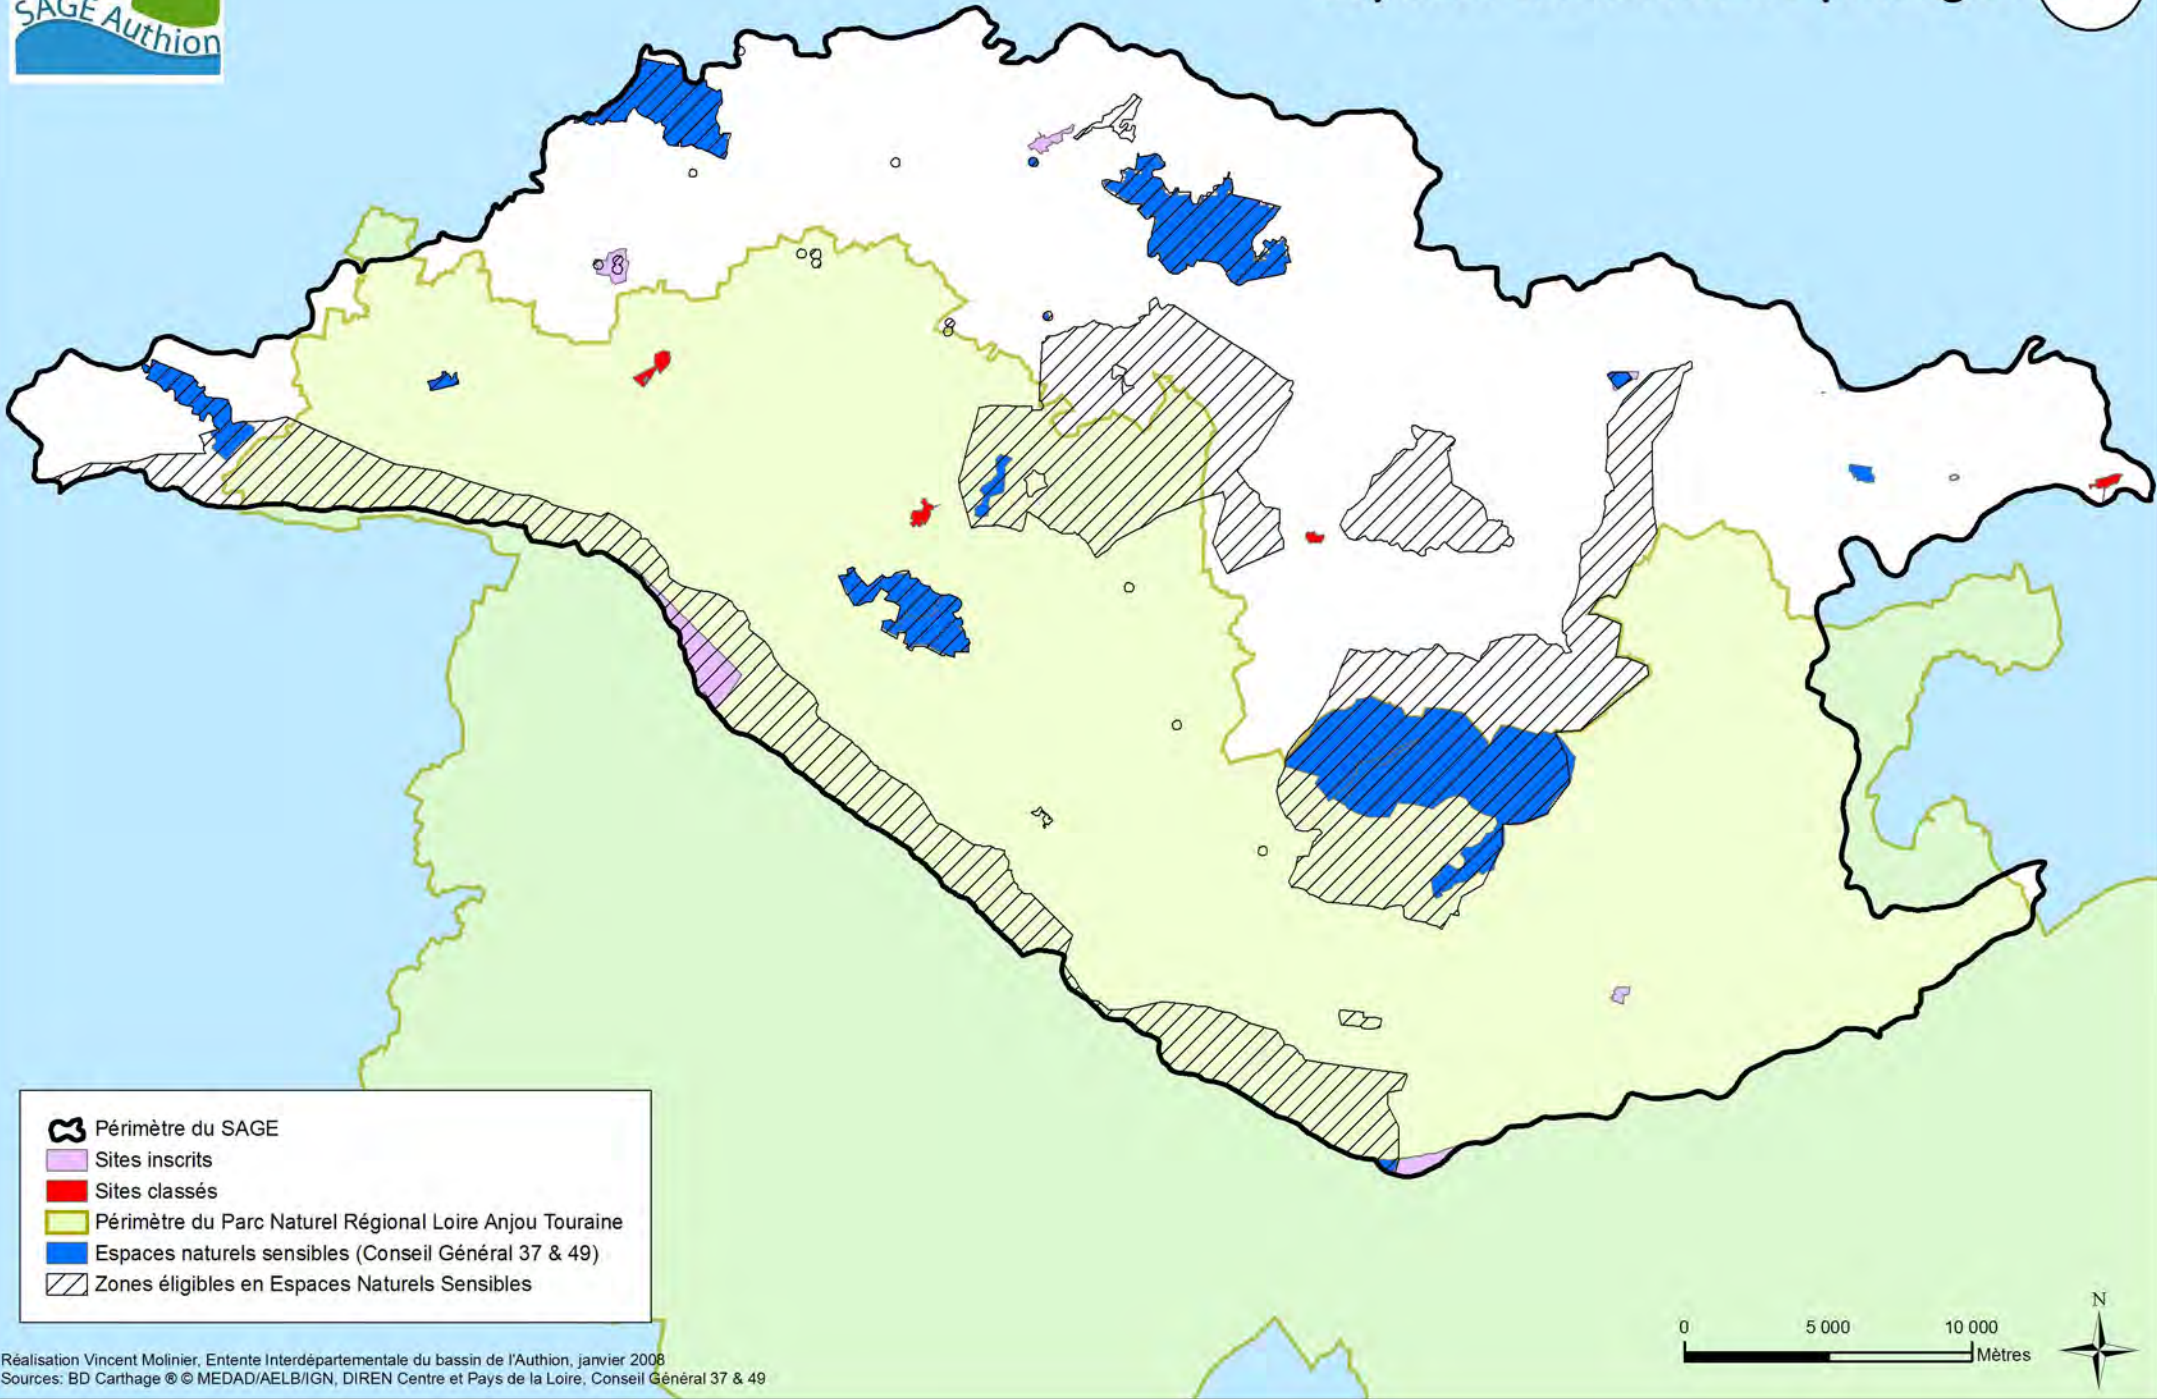 SAGE Authion
Périmètre du SAGE
Sites inscrits
Sites classés
Périmètre du Parc Naturel Régional Loire Anjou Touraine
Espaces naturels sensibles (Conseil Général 37 & 49)
Zones éligibles en Espaces Naturels Sensibles
N
0 5 000 10 000
Mètres
Réalisation Vincent Molinier, Entente Interdépartementale du bassin de l'Authion, janvier 2008
Sources: BD Carthage ® © MEDAD/AELB/IGN, DIREN Centre et Pays de la Loire, Conseil Général 37 & 49